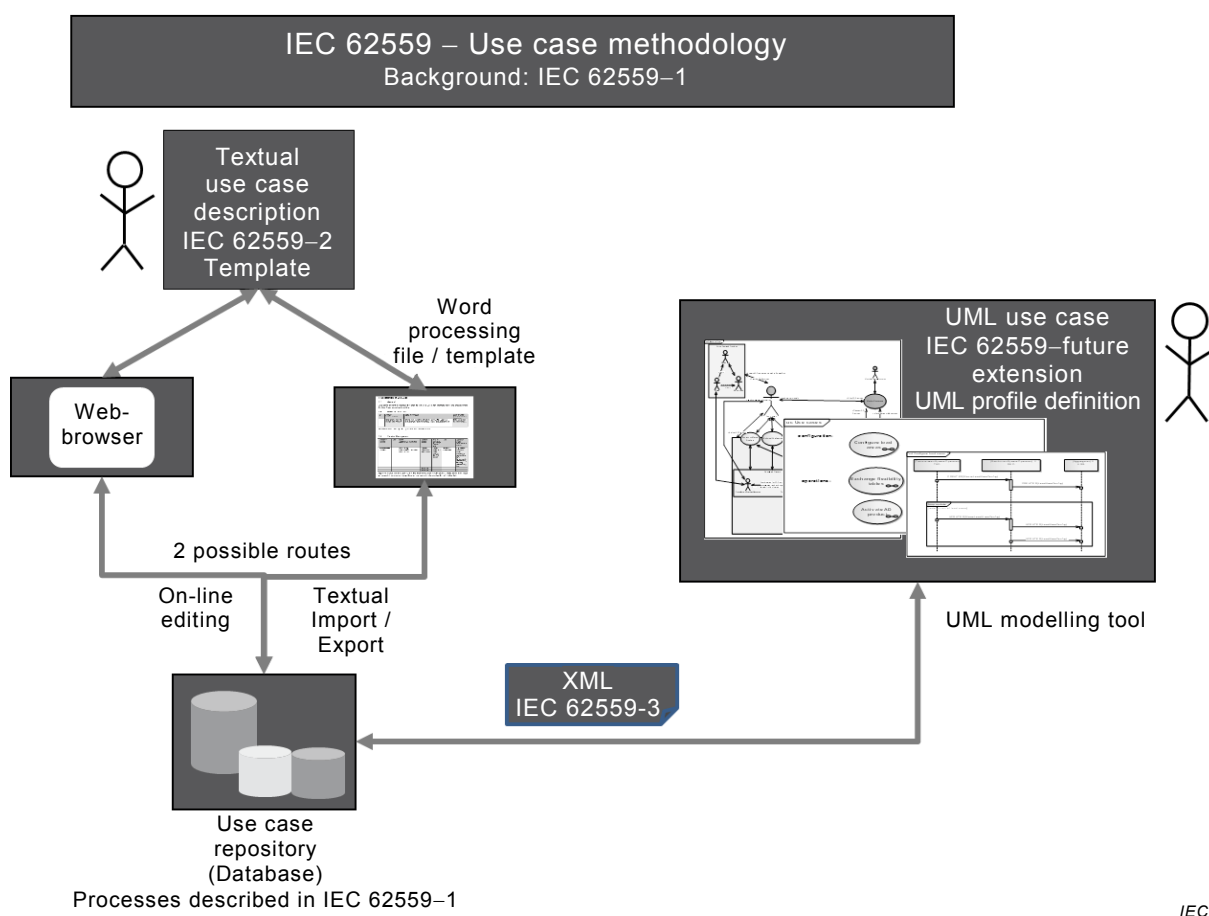 IEC 62559 – Use case methodology
Background: IEC 62559–1
Textual
use case
description
IEC 62559–2
Template
Word
processing
file / template
Web-
browser
UML use case
IEC 62559–future
extension
UML profile definition
2 possible routes
On-line
editing
Textual
Import /
Export
UML modelling tool
XML
IEC 62559-3
Use case
repository
(Database)
Processes described in IEC 62559–1
IEC